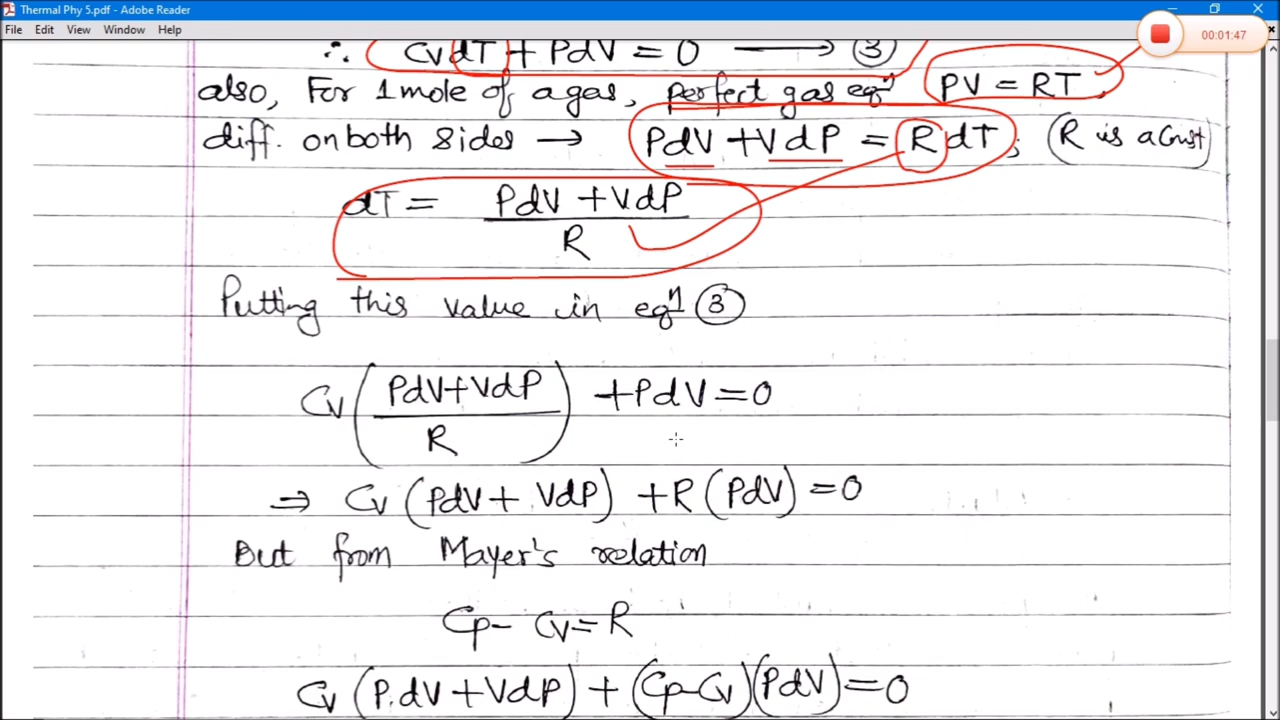 Thermal Phy 5.pdf - Adobe Reader
File Edit View Window Help
00:01:47
∴ CvdT + PdV = 0 ⟶ ③
also, For 1 mole of a gas, perfect gas eqⁿ PV = RT,
diff. on both sides → PdV + VdP = RdT; (R is a const)
dT = PdV + VdP
R
Putting this value in eqⁿ ③
Cv (PdV+VdP / R) + PdV = 0
⇒ Cv (PdV + VdP) + R (PdV) = 0
But from Mayer's relation
Cp - Cv = R
Cv (P.dV + VdP) + (Cp-Cv)(PdV) = 0